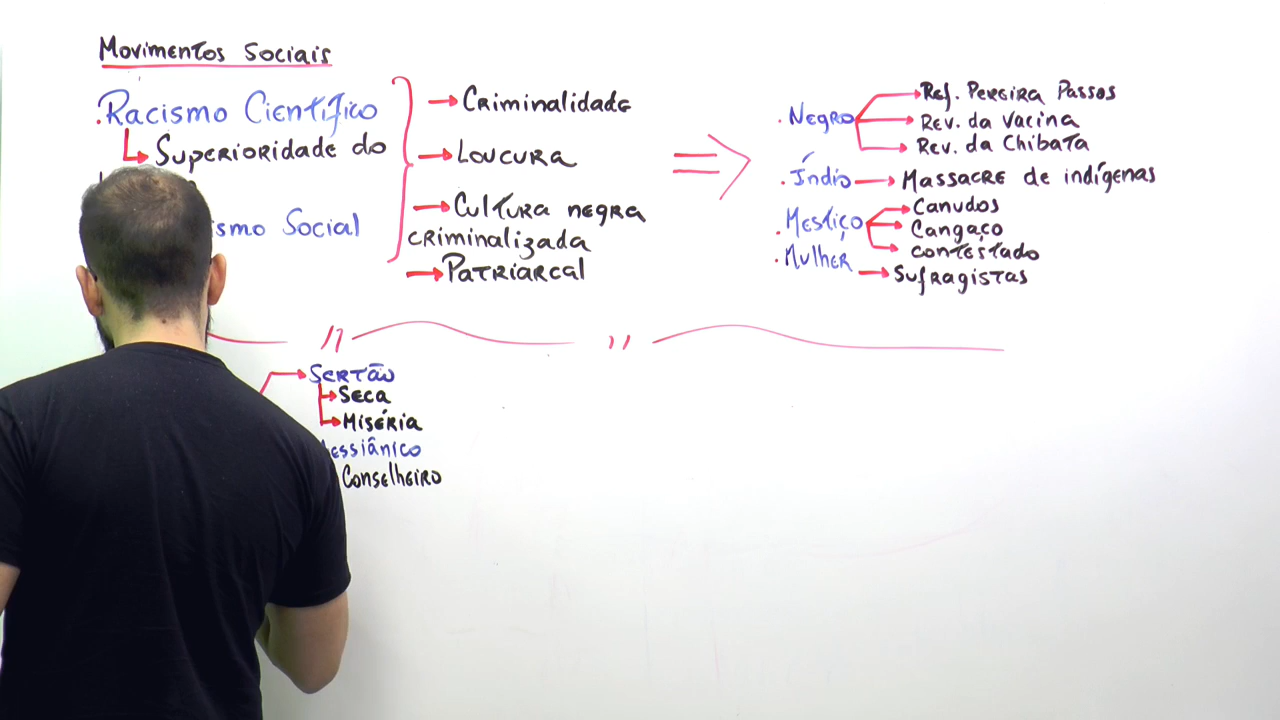 Movimentos Sociais
. Racismo Científico
Superioridade do
ismo Social
Criminalidade
Loucura
Cultura negra
criminalizada
Patriarcal
. Negro
Ref. Pereira Passos
Rev. da Vacina
Rev. da Chibata
. Índio
Massacre de indígenas
. Mestiço
Canudos
Cangaço
Contestado
. Mulher
Sufragistas
Sertão
Seca
Miséria
essiânico
Conselheiro